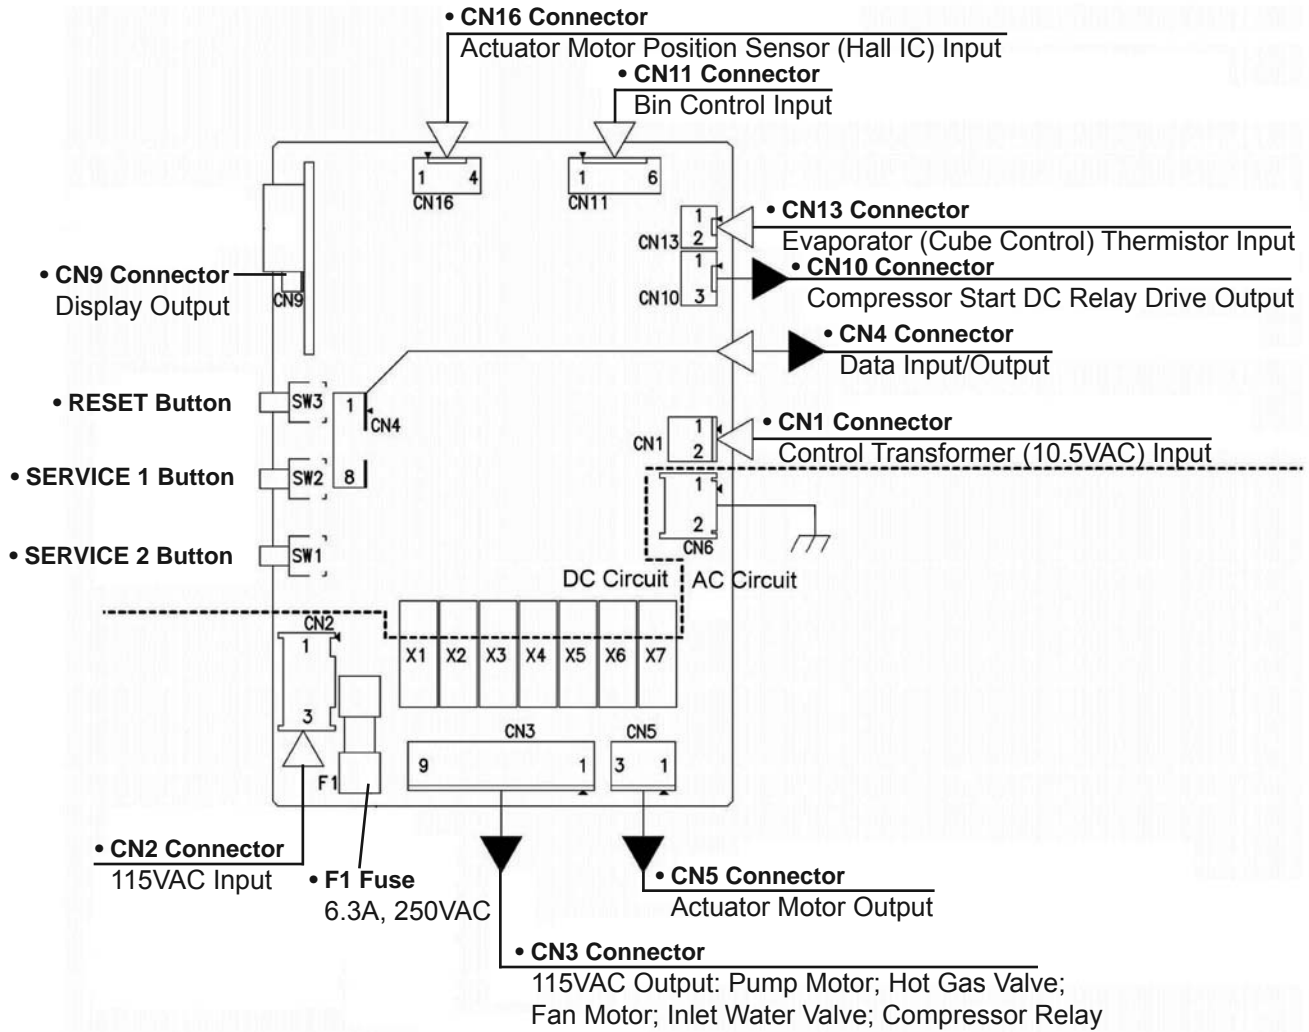 • CN16 Connector
Actuator Motor Position Sensor (Hall IC) Input
• CN11 Connector
Bin Control Input
1 4
CN16
1 6
CN11
• CN13 Connector
Evaporator (Cube Control) Thermistor Input
1
2
CN13
• CN10 Connector
Compressor Start DC Relay Drive Output
1
3
CN10
• CN9 Connector
Display Output
CN9
• CN4 Connector
Data Input/Output
• RESET Button
SW3
1
8
CN4
• CN1 Connector
Control Transformer (10.5VAC) Input
CN1
1
2
• SERVICE 1 Button
SW2
1
2
CN6
• SERVICE 2 Button
SW1
DC Circuit AC Circuit
CN2
1
3
X1 X2 X3 X4 X5 X6 X7
CN3
9 1
CN5
3 1
F1
• CN2 Connector
115VAC Input
• F1 Fuse
6.3A, 250VAC
• CN5 Connector
Actuator Motor Output
• CN3 Connector
115VAC Output: Pump Motor; Hot Gas Valve;
Fan Motor; Inlet Water Valve; Compressor Relay